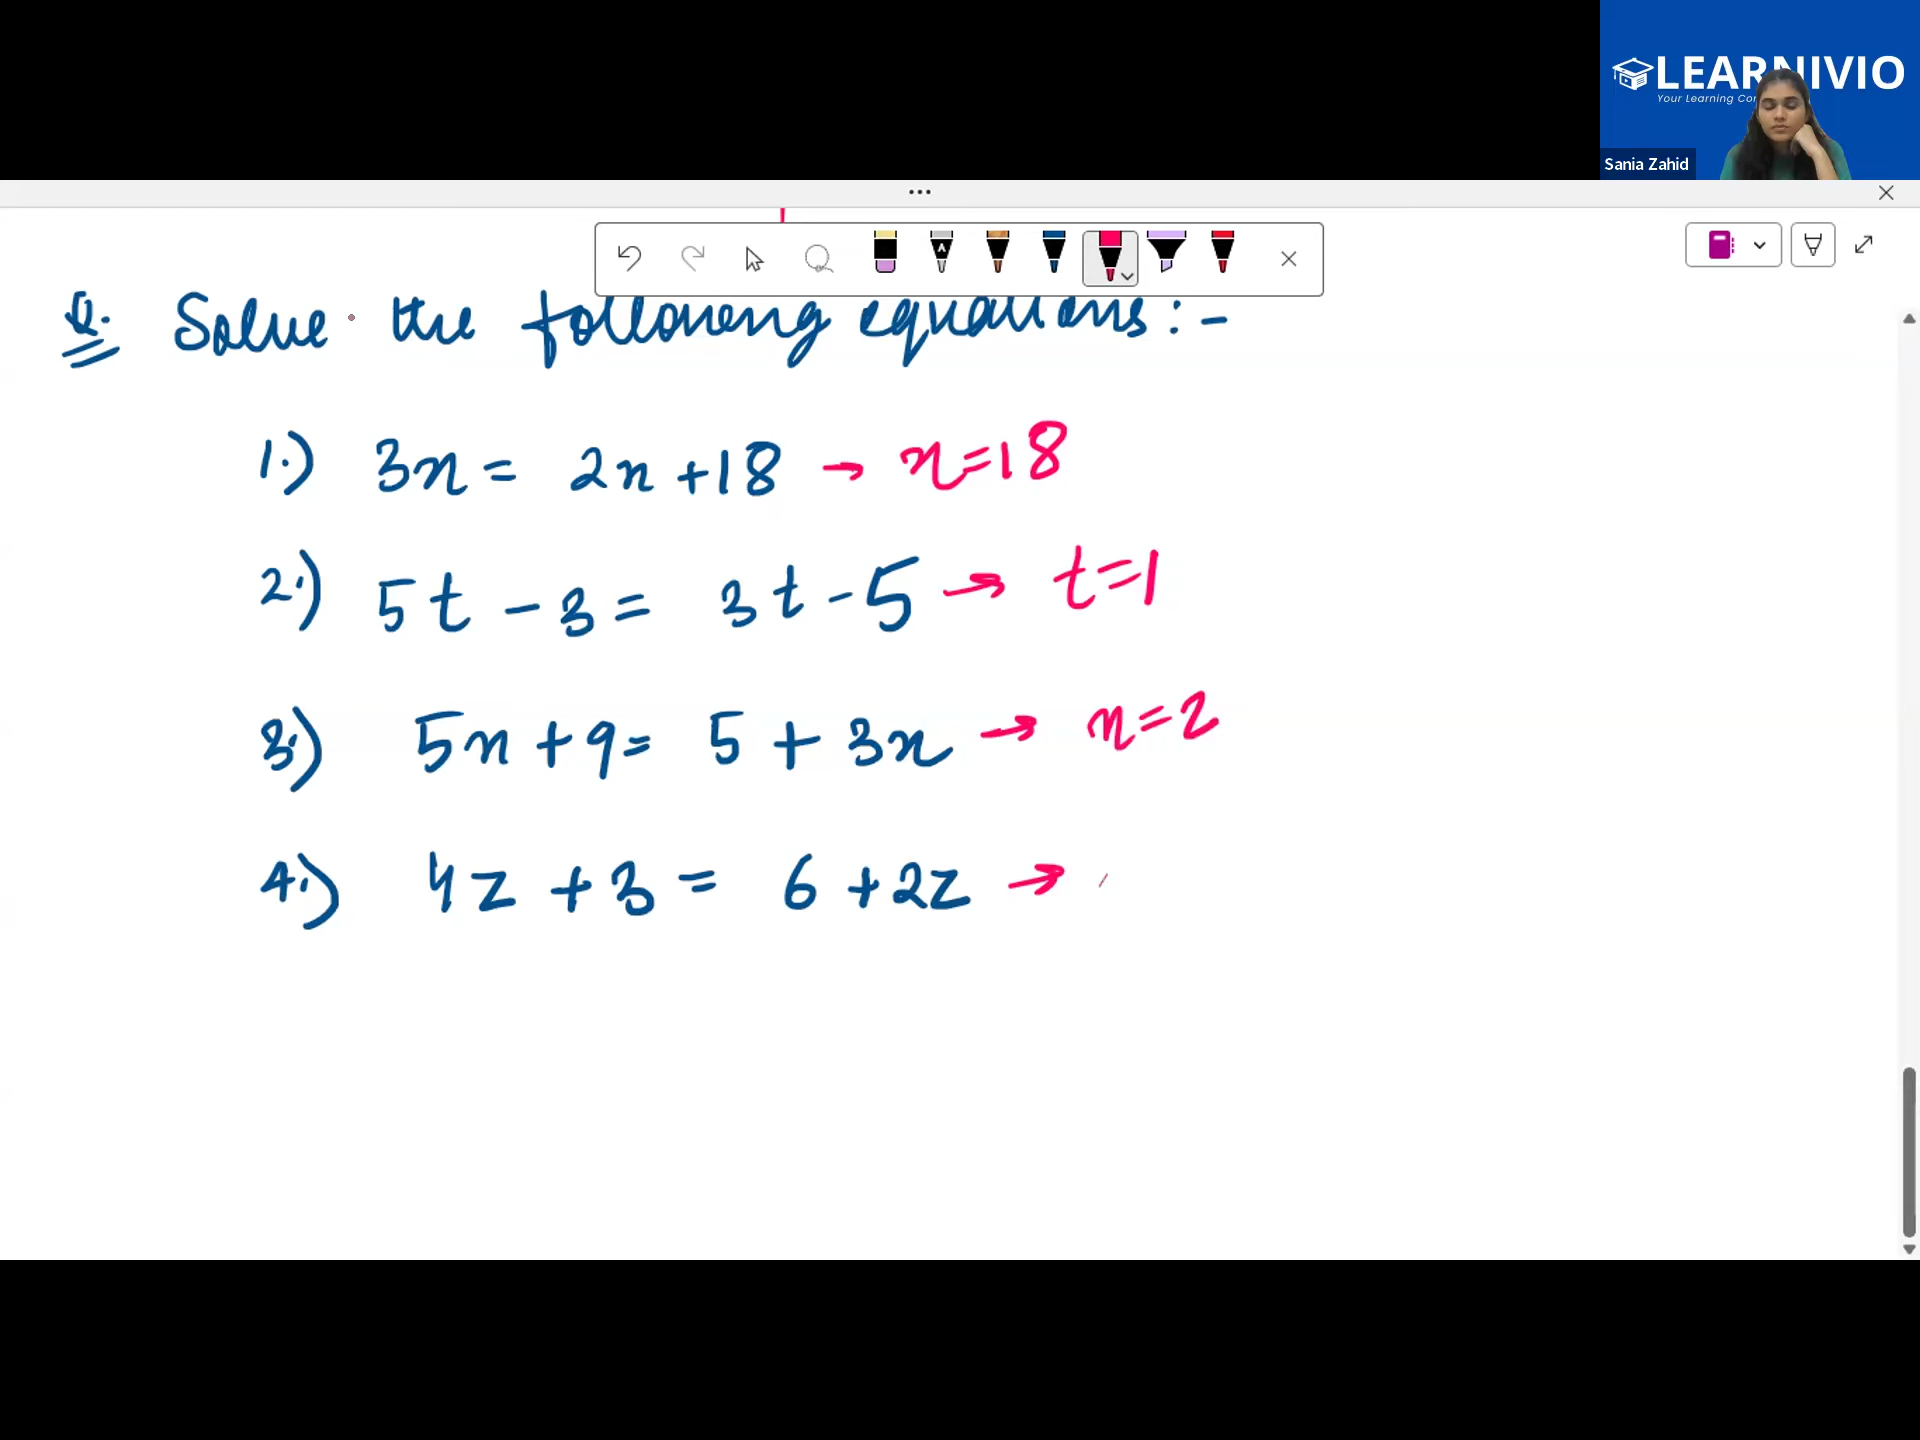 LEARNIVIO
Your Learning Co
Sania Zahid
Q. Solve the following equations:-
1.) 3x = 2x + 18 → x = 18
2.) 5t - 3 = 3t - 5 → t = 1
3.) 5x + 9 = 5 + 3x → x = 2
4.) 4z + 3 = 6 + 2z →